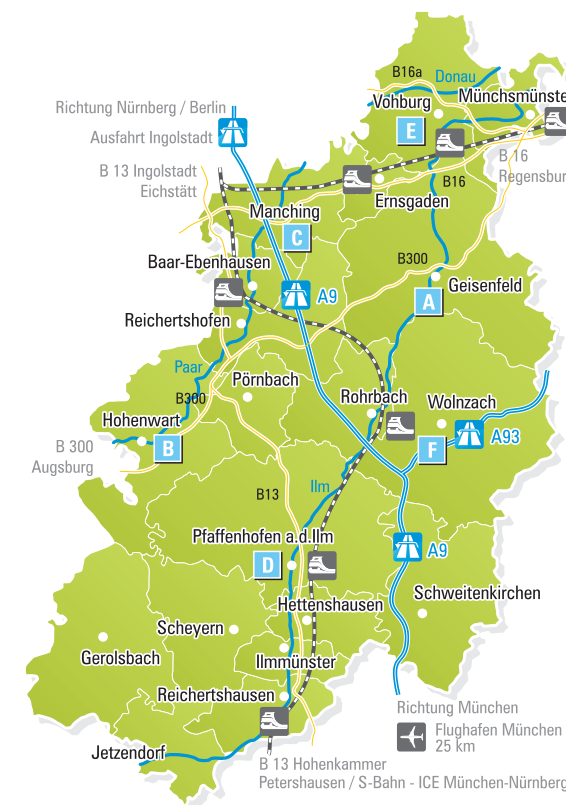 B16a
Donau
Richtung Nürnberg / Berlin
Vohburg
Münchsmünste
Ausfahrt Ingolstadt
E
B 13 Ingolstadt
Eichstätt
B 16
Regensburg
B16
Ernsgaden
Manching
C
Baar-Ebenhausen
B300
Geisenfeld
A9
A
Reichertshofen
Paar
Pörnbach
B300
Rohrbach
Wolnzach
Hohenwart
B 300
Augsburg
B
F
A93
Ilm
B13
Pfaffenhofen a.d.Ilm
A9
D
Schweitenkirchen
Hettenshausen
Scheyern
Gerolsbach
Ilmmünster
Reichertshausen
Richtung München
Flughafen München
25 km
Jetzendorf
B 13 Hohenkammer
Petershausen / S-Bahn - ICE München-Nürnberg